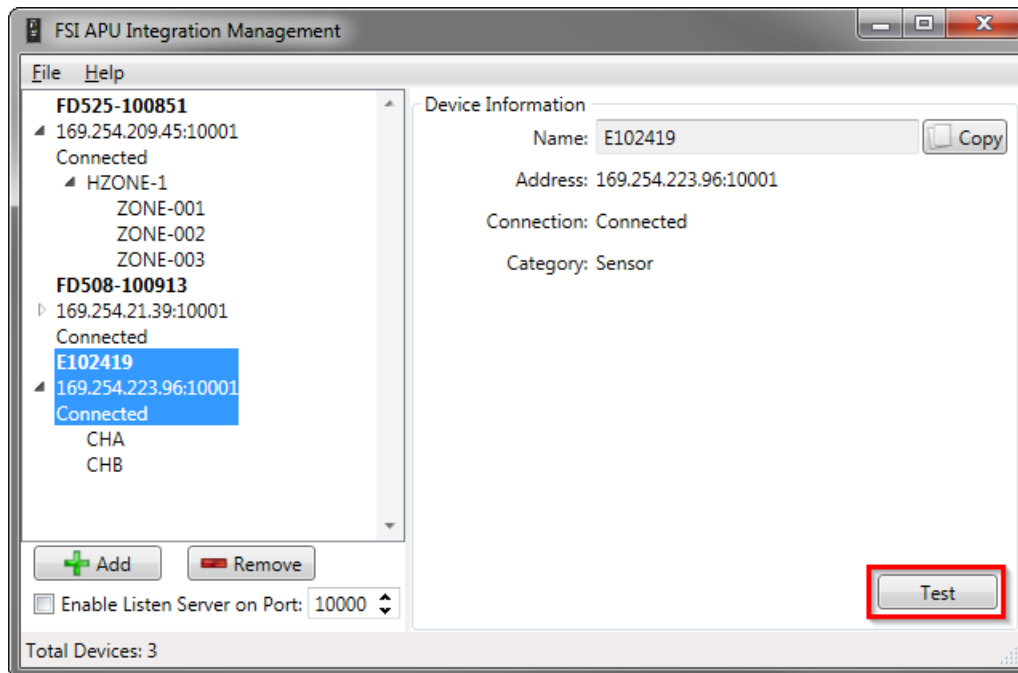 FSI APU Integration Management
File Help
FD525-100851
169.254.209.45:10001
Connected
HZONE-1
ZONE-001
ZONE-002
ZONE-003
FD508-100913
169.254.21.39:10001
Connected
E102419
169.254.223.96:10001
Connected
CHA
CHB
Add Remove
Enable Listen Server on Port: 10000
Device Information
Name: E102419 Copy
Address: 169.254.223.96:10001
Connection: Connected
Category: Sensor
Test
Total Devices: 3